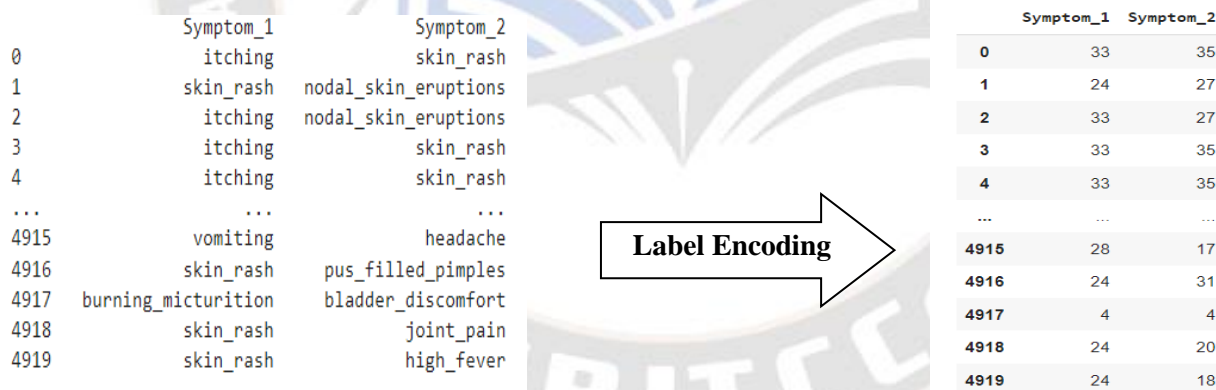 Symptom_1 Symptom_2
0 itching skin_rash
1 skin_rash nodal_skin_eruptions
2 itching nodal_skin_eruptions
3 itching skin_rash
4 itching skin_rash
... ... ...
4915 vomiting headache
4916 skin_rash pus_filled_pimples
4917 burning_micturition bladder_discomfort
4918 skin_rash joint_pain
4919 skin_rash high_fever
Label Encoding
Symptom_1 Symptom_2
0 33 35
1 24 27
2 33 27
3 33 35
4 33 35
... ... ...
4915 28 17
4916 24 31
4917 4 4
4918 24 20
4919 24 18